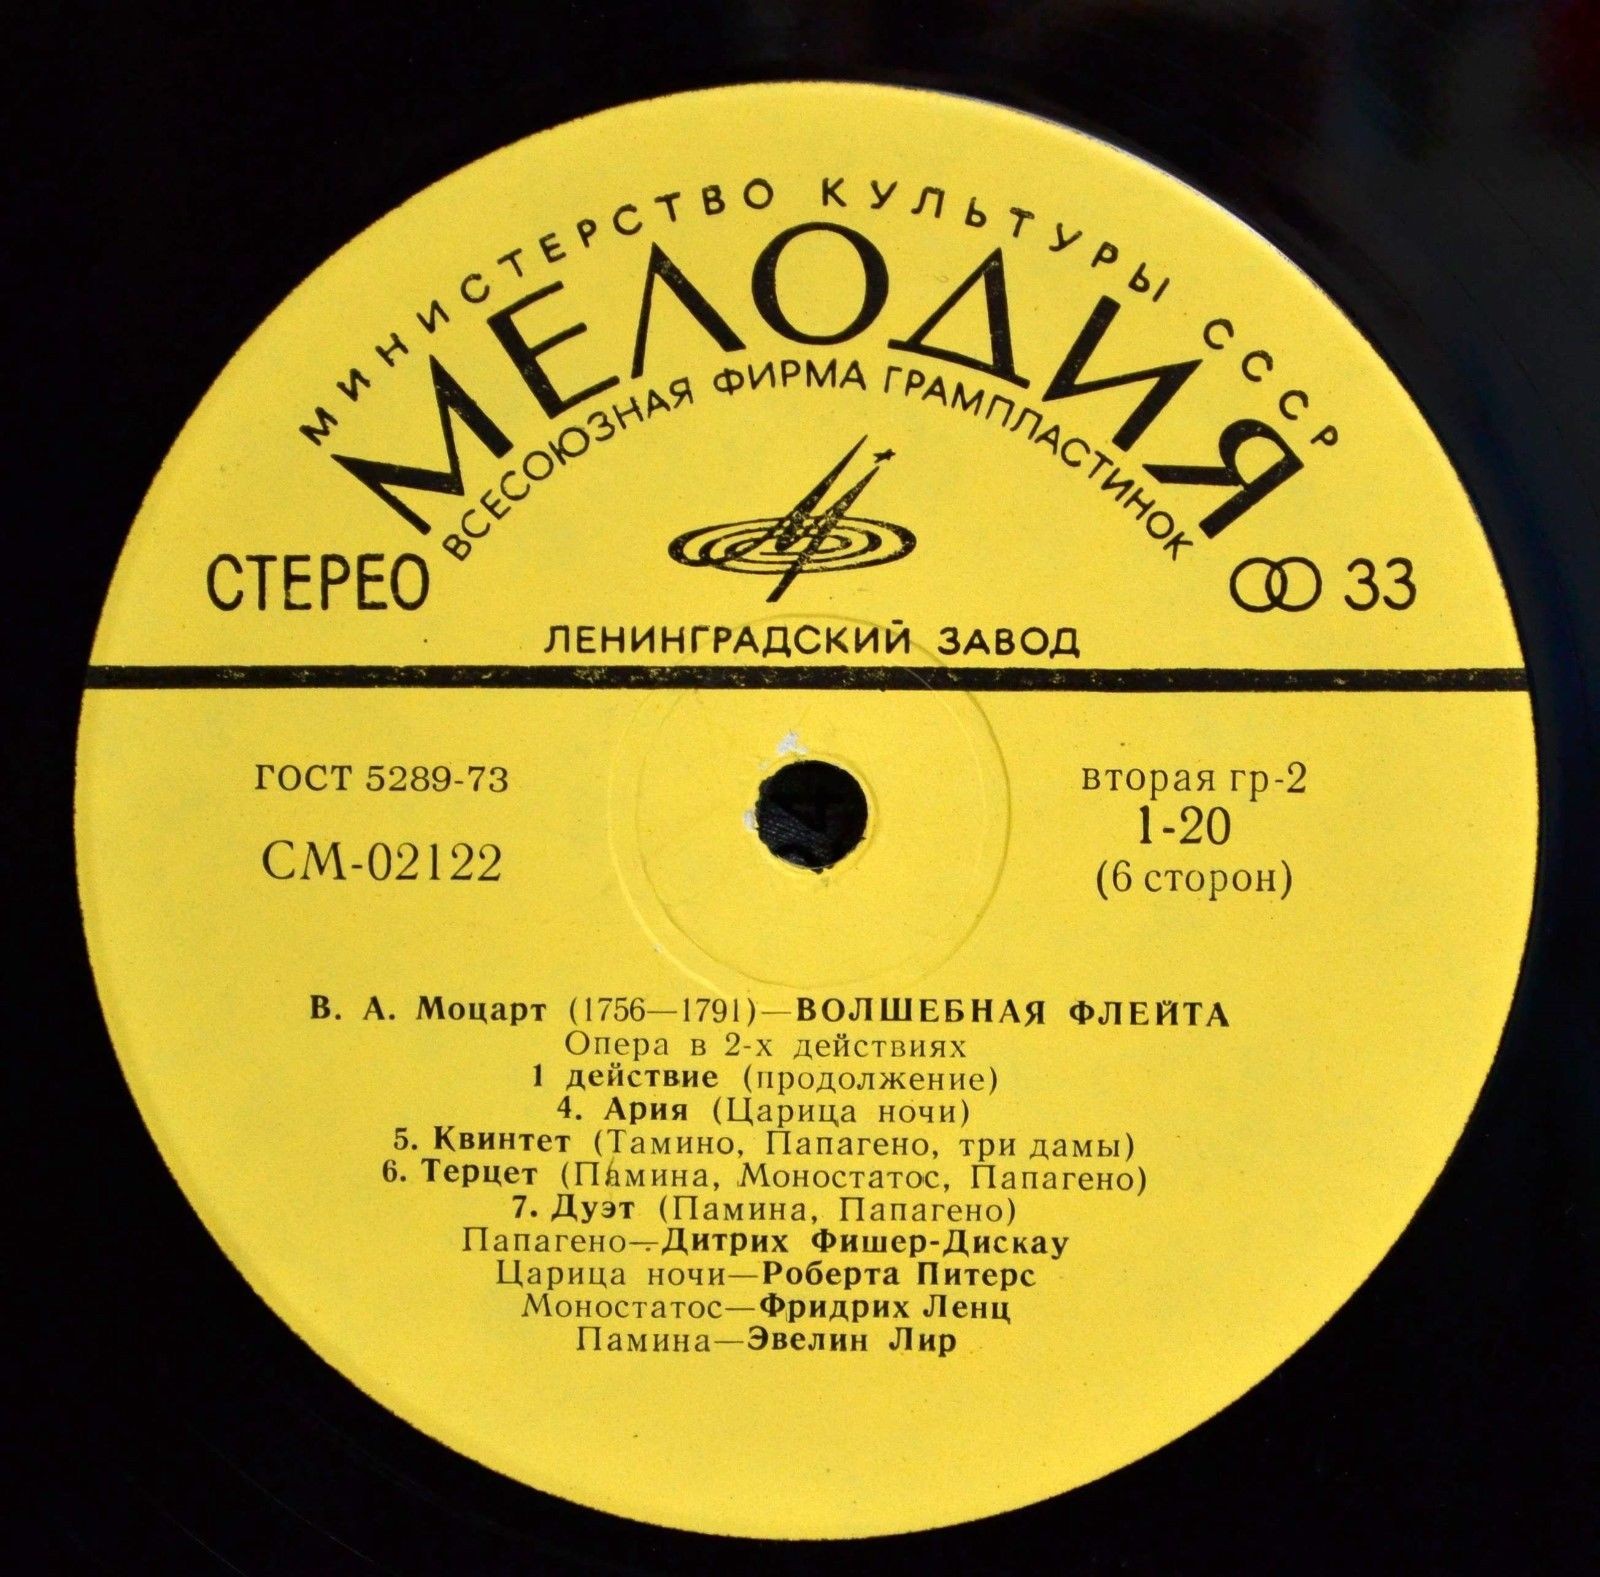 МИНИСТЕРСТВО КУЛЬТУРЫ СССР
МЕЛОДИЯ
ВСЕСОЮЗНАЯ ФИРМА ГРАМПЛАСТИНОК
СТЕРЕО
33
ЛЕНИНГРАДСКИЙ ЗАВОД
ГОСТ 5289-73
СМ-02122
вторая гр-2
1-20
(6 сторон)
В. А. Моцарт (1756—1791)—ВОЛШЕБНАЯ ФЛЕЙТА
Опера в 2-х действиях
1 действие (продолжение)
4. Ария (Царица ночи)
5. Квинтет (Тамино, Папагено, три дамы)
6. Терцет (Памина, Моностатос, Папагено)
7. Дуэт (Памина, Папагено)
Папагено—Дитрих Фишер-Дискау
Царица ночи—Роберта Питерс
Моностатос—Фридрих Ленц
Памина—Эвелин Лир